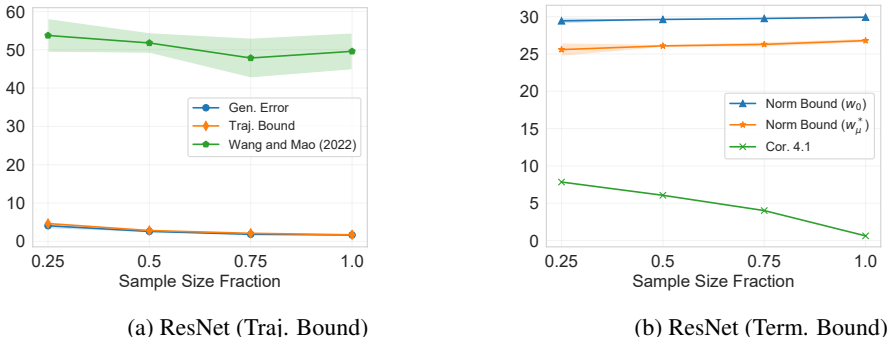 60
50
40
30
20
10
0
Gen. Error
Traj. Bound
Wang and Mao (2022)
0.25 0.5 0.75 1.0
Sample Size Fraction
(a) ResNet (Traj. Bound)
30
25
20
15
10
5
0
Norm Bound (w₀)
Norm Bound (w*_μ)
Cor. 4.1
0.25 0.5 0.75 1.0
Sample Size Fraction
(b) ResNet (Term. Bound)